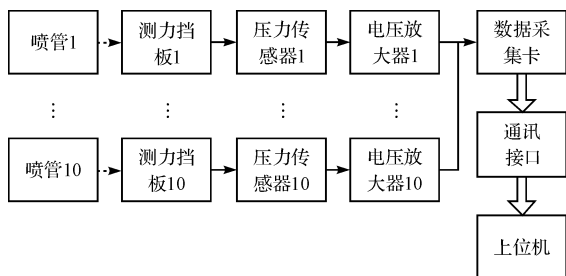 喷管1
测力挡
板1
压力传
感器1
电压放
大器1
数据采
集卡
⋮ ⋮ ⋮ ⋮
通讯
接口
喷管10
测力挡
板10
压力传
感器10
电压放
大器10
上位机